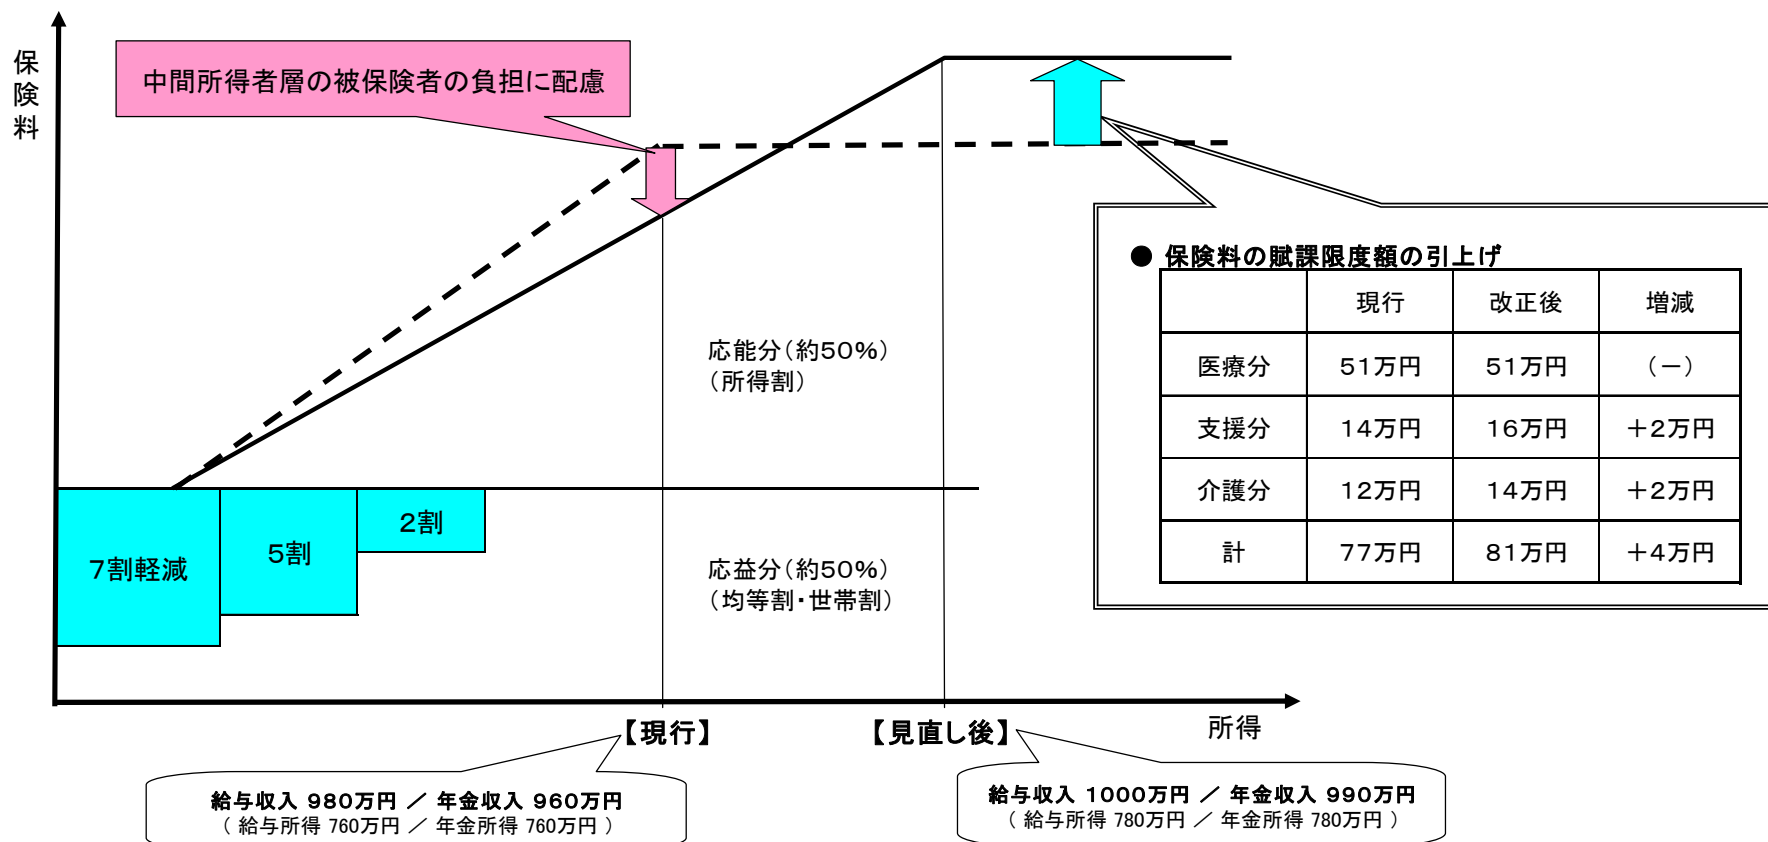 保険料
中間所得者層の被保険者の負担に配慮
● 保険料の賦課限度額の引上げ
現行 改正後 増減
医療分 51万円 51万円 （－）
支援分 14万円 16万円 ＋2万円
介護分 12万円 14万円 ＋2万円
計 77万円 81万円 ＋4万円
応能分（約50％）
（所得割）
7割軽減
5割
2割
応益分（約50％）
（均等割・世帯割）
【現行】
【見直し後】
所得
給与収入 980万円 ／ 年金収入 960万円
（ 給与所得 760万円 ／ 年金所得 760万円 ）
給与収入 1000万円 ／ 年金収入 990万円
（ 給与所得 780万円 ／ 年金所得 780万円 ）